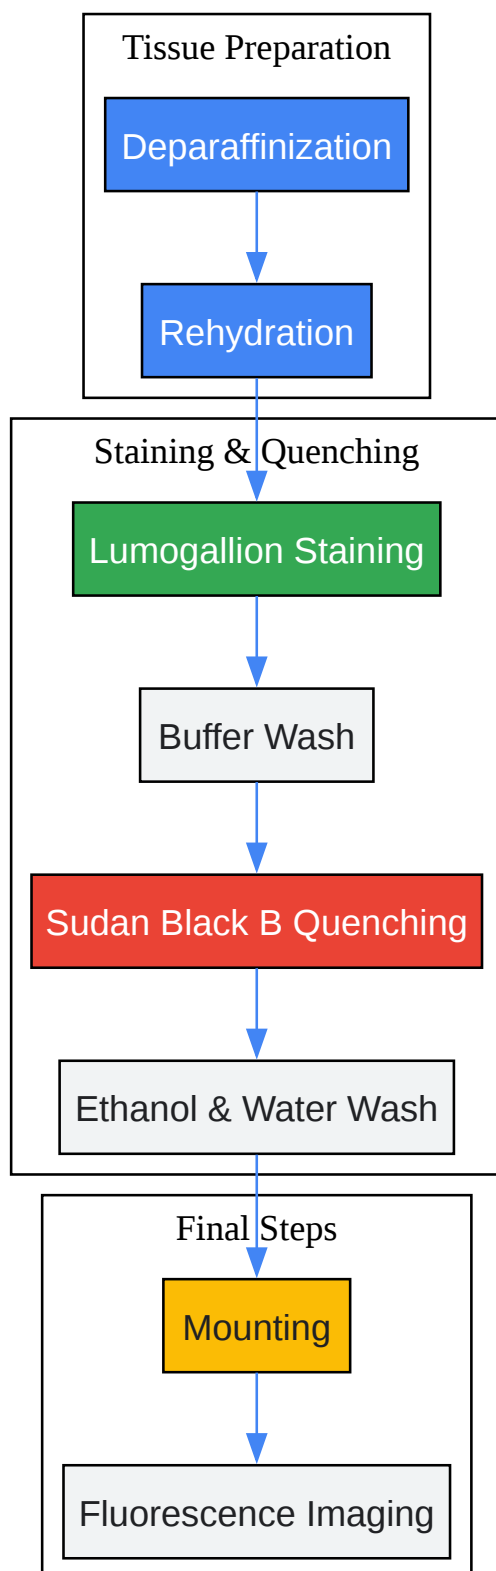 Tissue Preparation
Deparaffinization
Rehydration
Staining & Quenching
Lumogallion Staining
Buffer Wash
Sudan Black B Quenching
Ethanol & Water Wash
Final Steps
Mounting
Fluorescence Imaging